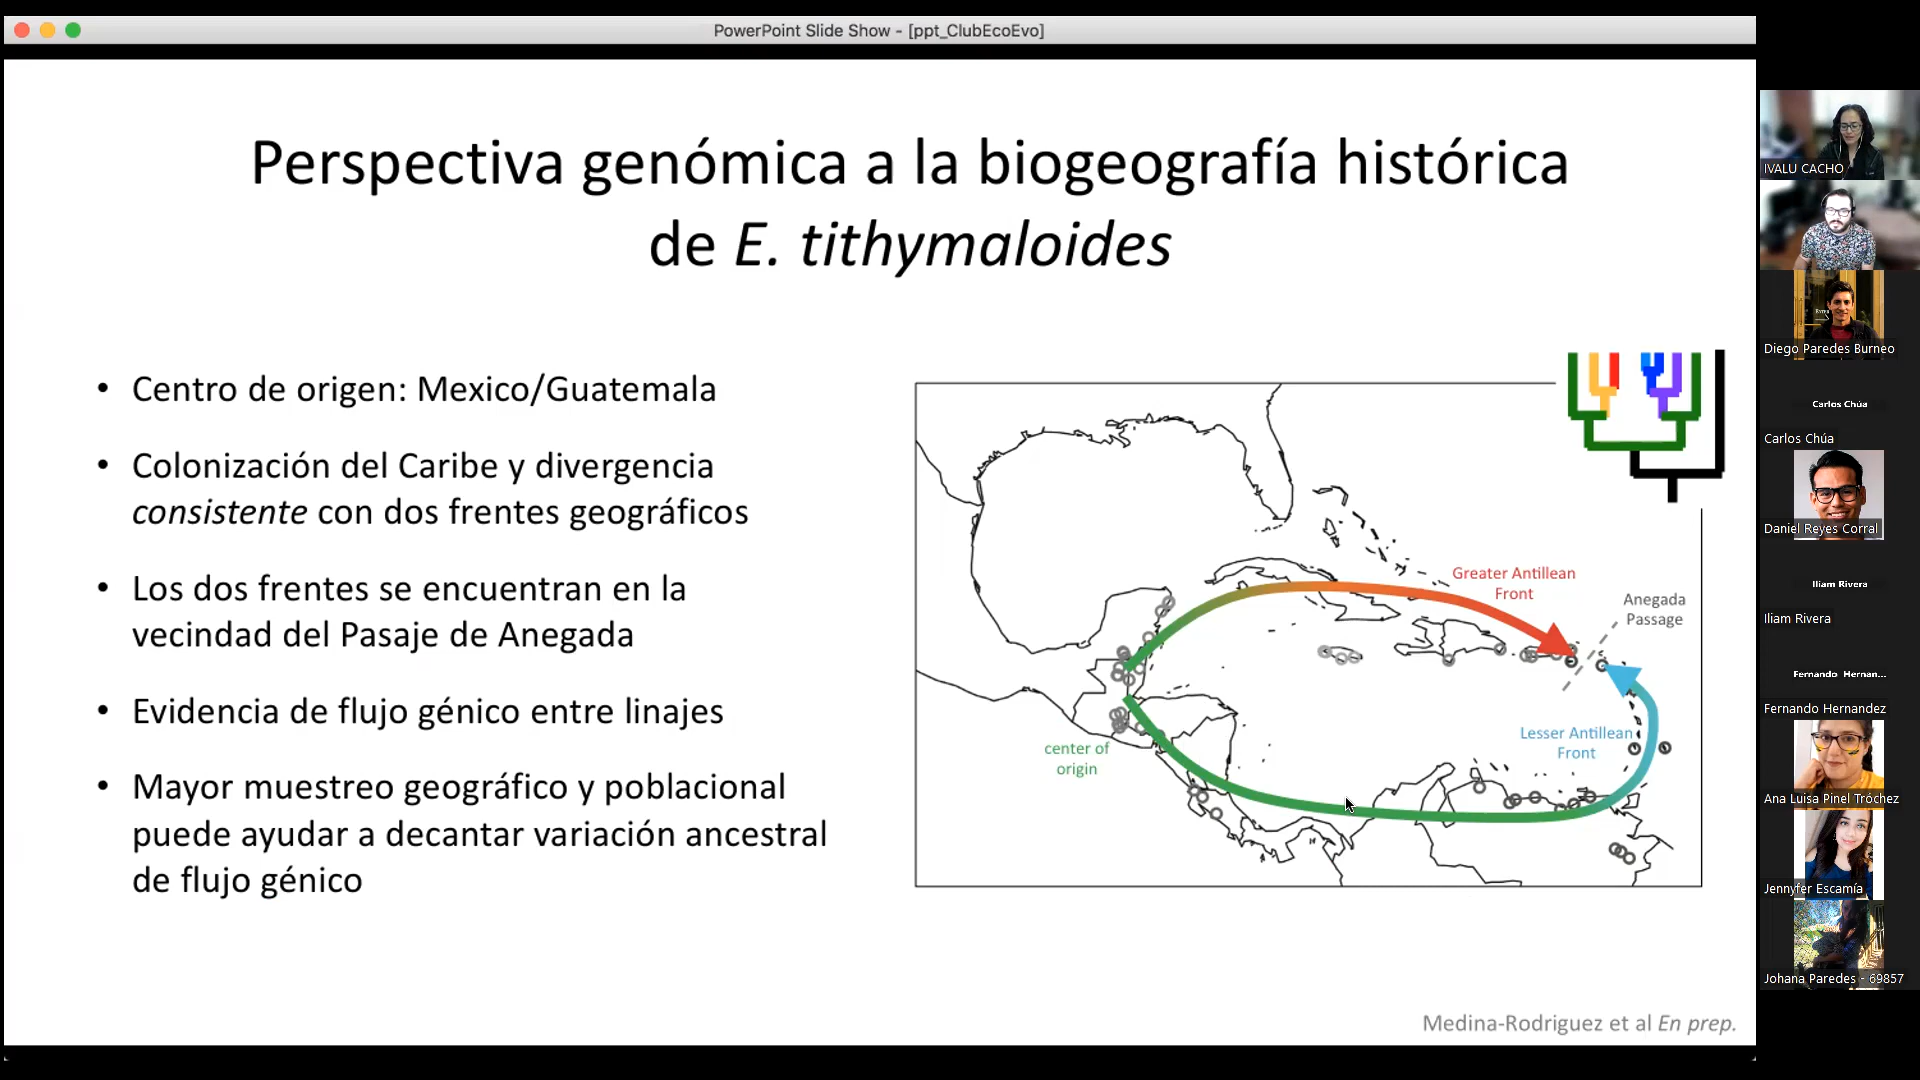 PowerPoint Slide Show - [ppt_ClubEcoEvo]
Perspectiva genómica a la biogeografía histórica
de E. tithymaloides
• Centro de origen: Mexico/Guatemala
• Colonización del Caribe y divergencia
consistente con dos frentes geográficos
• Los dos frentes se encuentran en la
vecindad del Pasaje de Anegada
• Evidencia de flujo génico entre linajes
• Mayor muestreo geográfico y poblacional
puede ayudar a decantar variación ancestral
de flujo génico
Greater Antillean
Front
Anegada
Passage
Lesser Antillean
Front
center of
origin
Medina-Rodriguez et al En prep.
IVALU CACHO
Diego Paredes Burneo
Carlos Chúa
Carlos Chúa
Daniel Reyes Corral
Iliam Rivera
Iliam Rivera
Fernando Hernan...
Fernando Hernandez
Ana Luisa Pinel Tróchez
Jennyfer Escamía
Johana Paredes - 69857